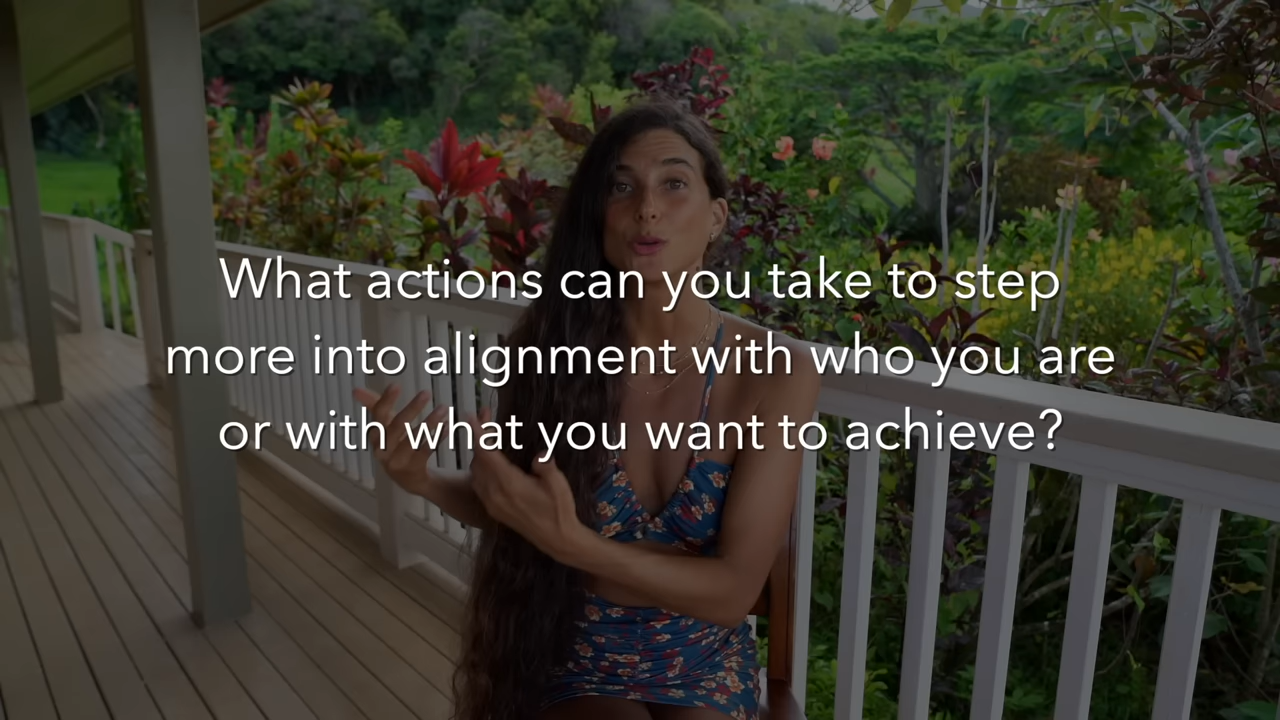 What actions can you take to step
more into alignment with who you are
or with what you want to achieve?